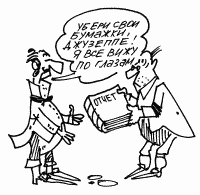 УБЕРИ СВОИ
БУМАЖКИ,
ДЖУЗЕППЕ,
Я ВСЕ ВИЖУ
ПО ГЛАЗАМ
ОТЧЕТ